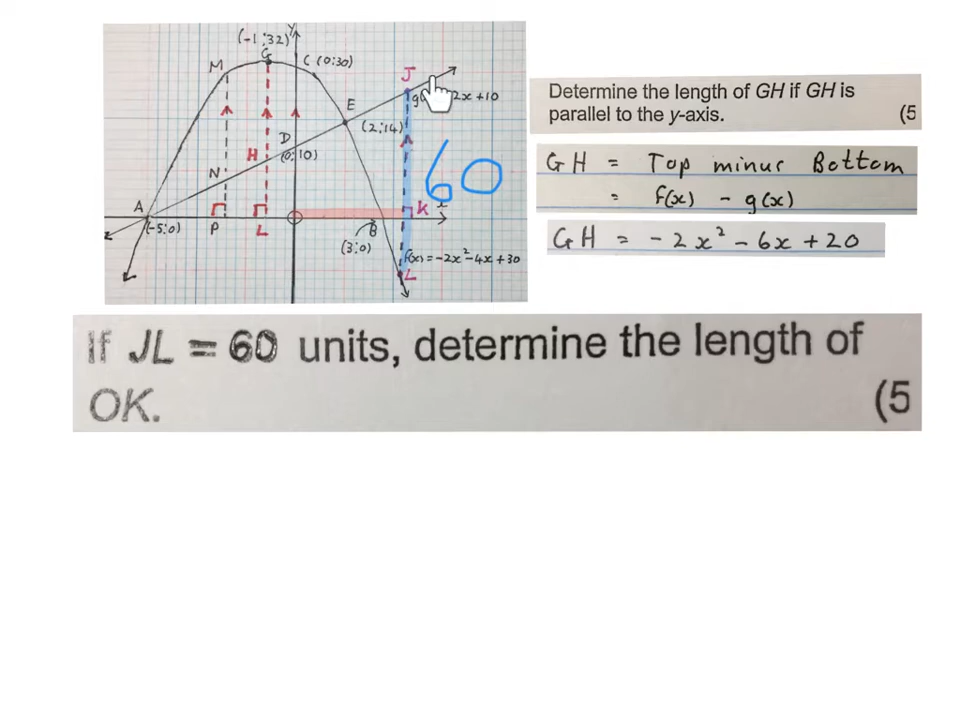 (-1;32)
Y
G
M
C (0;30)
J
g 2x+10
E
(2;14)
D
(0;10)
H
N
60
A
x
K
(-5;0)
P
L
B
(3;0)
f(x) = -2x² - 4x + 30
L
Determine the length of GH if GH is
parallel to the y-axis. (5
GH = Top minus Bottom
= f(x) - g(x)
GH = -2x² - 6x + 20
If JL = 60 units, determine the length of
OK. (5